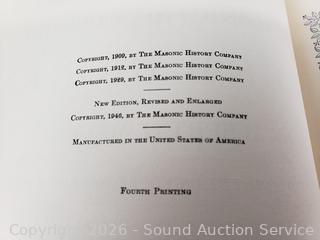 Copyright, 1909, by The Masonic History Company
Copyright, 1912, by The Masonic History Company
Copyright, 1929, by The Masonic History Company
New Edition, Revised and Enlarged
Copyright, 1946, by The Masonic History Company
Manufactured in the United States of America
Fourth Printing
Copyright 2026 - Sound Auction Service